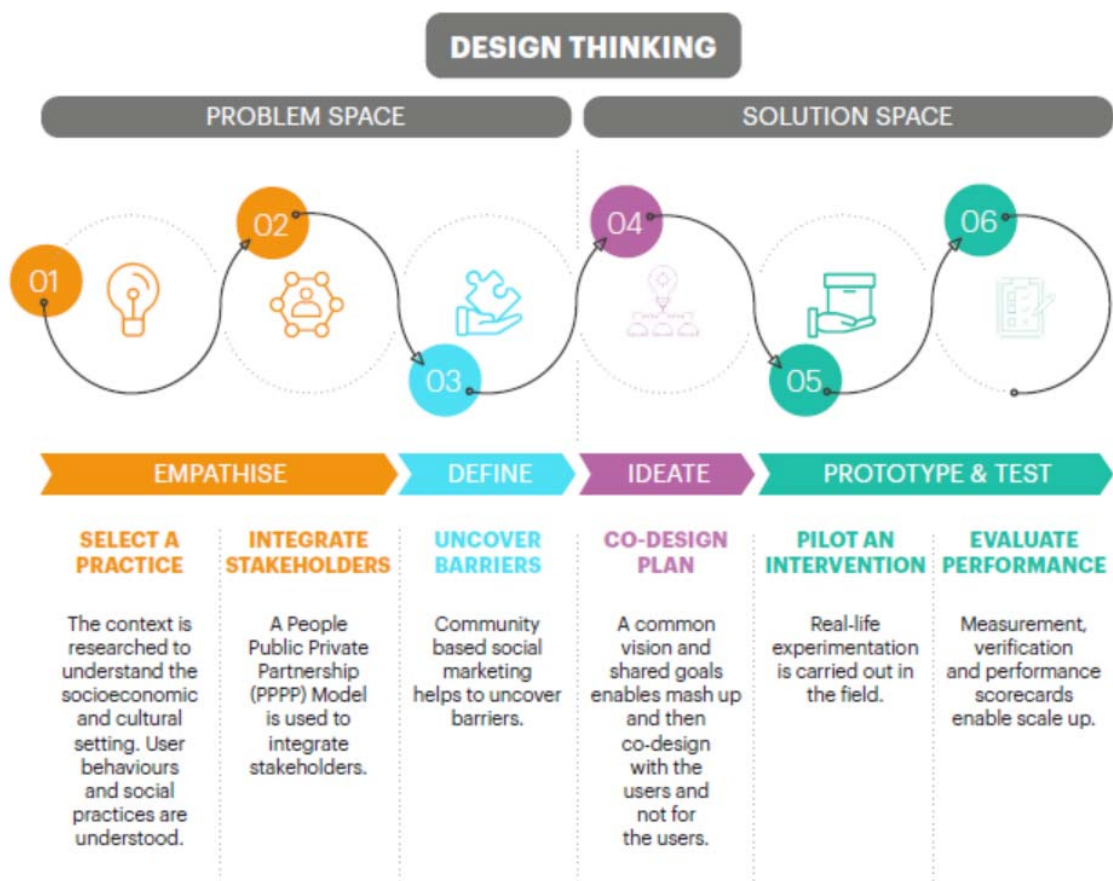 DESIGN THINKING
PROBLEM SPACE
SOLUTION SPACE
01
02
03
04
05
06
EMPATHISE
DEFINE
IDEATE
PROTOTYPE & TEST
SELECT A
PRACTICE
The context is
researched to
understand the
socioeconomic
and cultural
setting. User
behaviours
and social
practices are
understood.
INTEGRATE
STAKEHOLDERS
A People
Public Private
Partnership
(PPPP) Model
is used to
integrate
stakeholders.
UNCOVER
BARRIERS
Community
based social
marketing
helps to uncover
barriers.
CO-DESIGN
PLAN
A common
vision and
shared goals
enables mash up
and then
co-design
with the
users and
not for
the users.
PILOT AN
INTERVENTION
Real-life
experimentation
is carried out in
the field.
EVALUATE
PERFORMANCE
Measurement,
verification
and performance
scorecards
enable scale up.